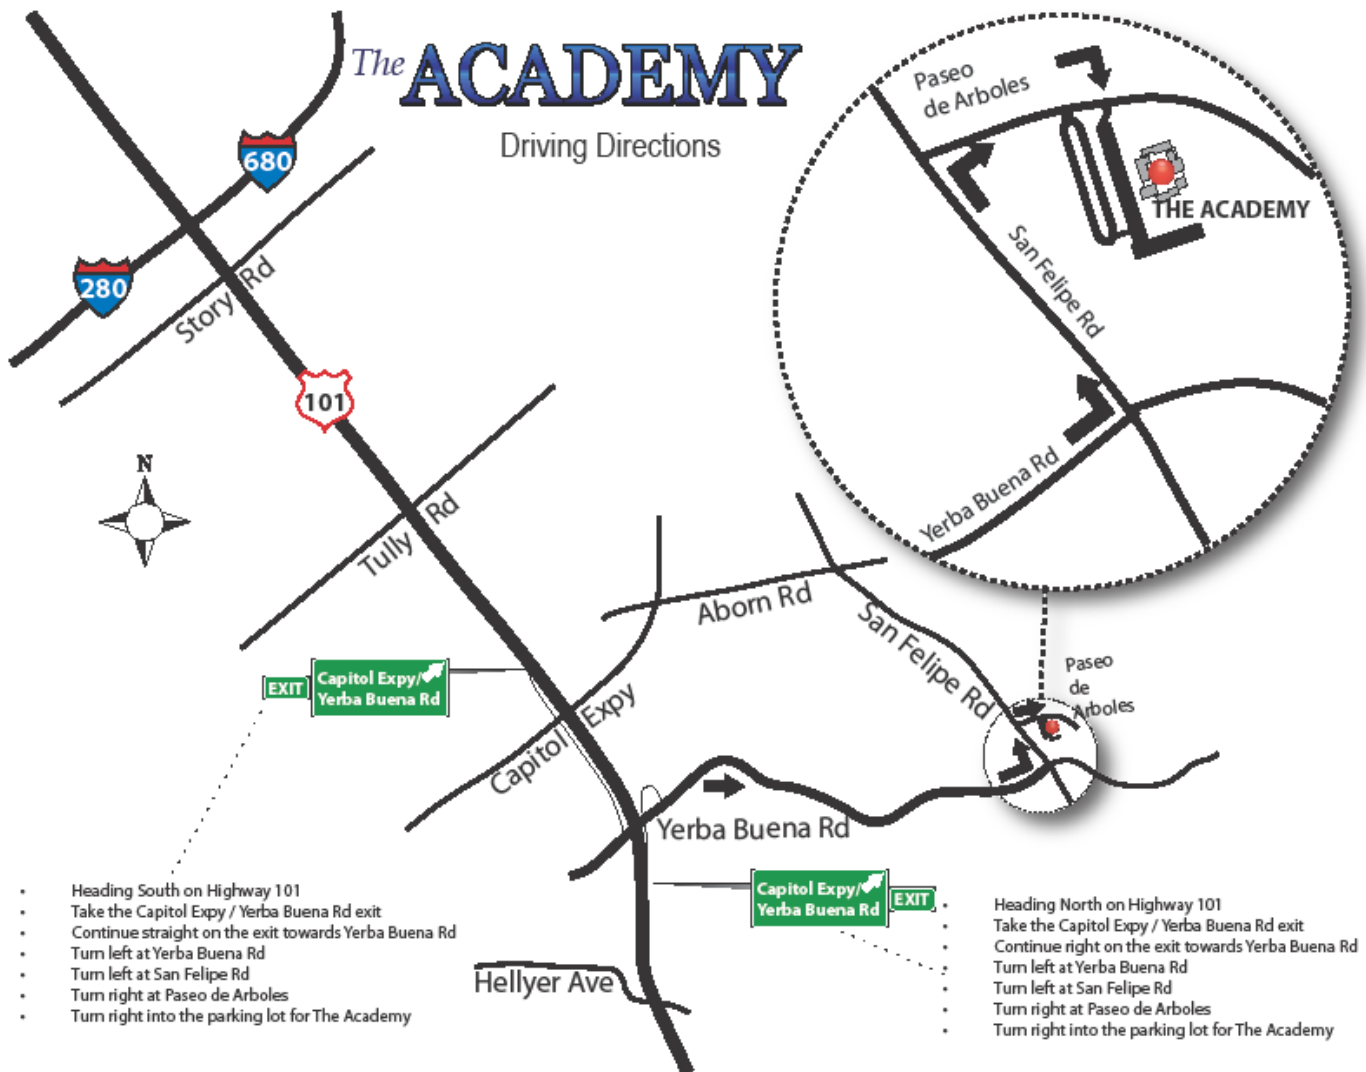 The ACADEMY
Driving Directions
680
280
Story Rd
101
N
Tully Rd
Paseo
de Arboles
THE ACADEMY
San Felipe Rd
Yerba Buena Rd
Aborn Rd
San Felipe Rd
Paseo
de
Arboles
EXIT
Capitol Expy/
Yerba Buena Rd
Capitol Expy
Yerba Buena Rd
Capitol Expy/
Yerba Buena Rd
EXIT
Hellyer Ave
• Heading South on Highway 101
• Take the Capitol Expy / Yerba Buena Rd exit
• Continue straight on the exit towards Yerba Buena Rd
• Turn left at Yerba Buena Rd
• Turn left at San Felipe Rd
• Turn right at Paseo de Arboles
• Turn right into the parking lot for The Academy
• Heading North on Highway 101
• Take the Capitol Expy / Yerba Buena Rd exit
• Continue right on the exit towards Yerba Buena Rd
• Turn left at Yerba Buena Rd
• Turn left at San Felipe Rd
• Turn right at Paseo de Arboles
• Turn right into the parking lot for The Academy